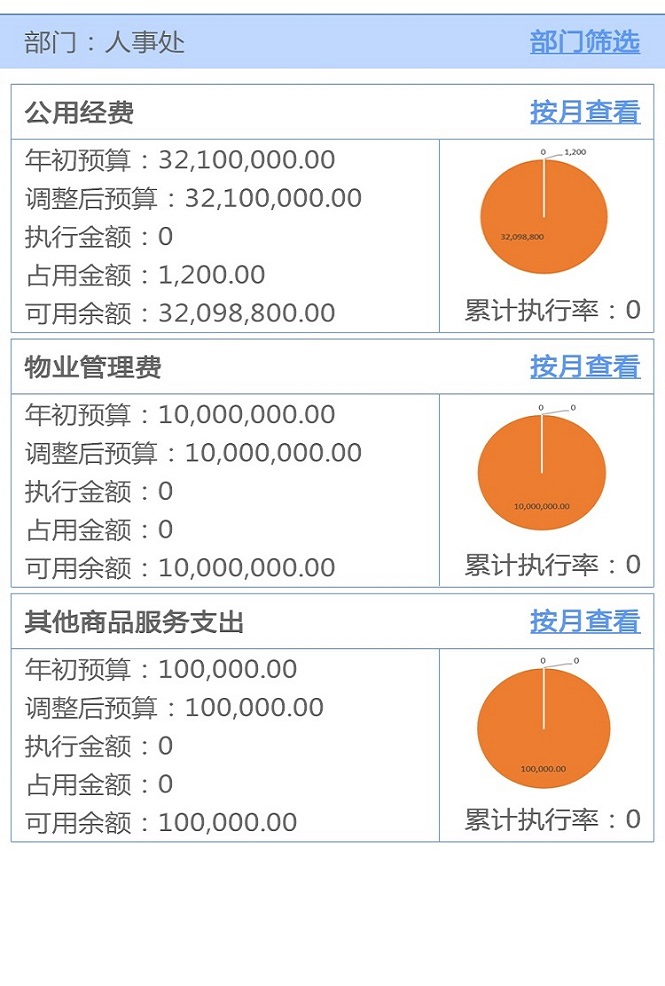 部门：人事处 部门筛选
公用经费 按月查看
年初预算：32,100,000.00
调整后预算：32,100,000.00
执行金额：0
占用金额：1,200.00
可用余额：32,098,800.00
0 1,200
32,098,800
累计执行率：0
物业管理费 按月查看
年初预算：10,000,000.00
调整后预算：10,000,000.00
执行金额：0
占用金额：0
可用余额：10,000,000.00
0 0
10,000,000.00
累计执行率：0
其他商品服务支出 按月查看
年初预算：100,000.00
调整后预算：100,000.00
执行金额：0
占用金额：0
可用余额：100,000.00
0 0
100,000.00
累计执行率：0